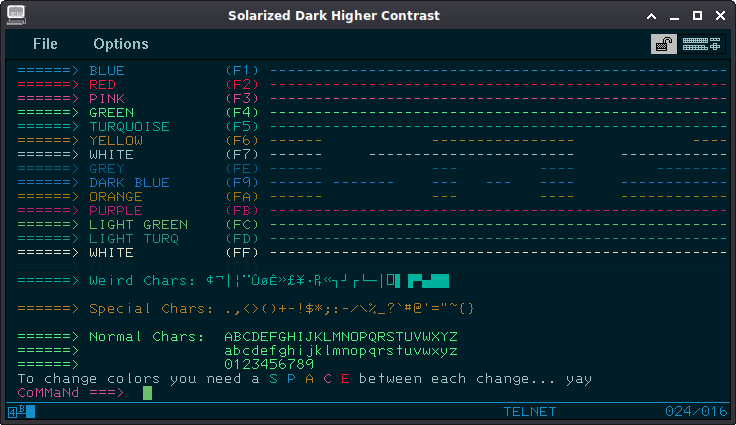 Solarized Dark Higher Contrast
File Options
======> BLUE (F1) ---------------------------------------------------
======> RED (F2) ---------------------------------------------------
======> PINK (F3) ---------------------------------------------------
======> GREEN (F4) ---------------------------------------------------
======> TURQUOISE (F5) ---------------------------------------------------
======> YELLOW (F6) ------ ---------------- ----
======> WHITE (F7) ------ ---------------- ------------
======> GREY (F8) ------ --- ---- --------
======> DARK BLUE (F9) ------ ------- --- --- ---- --------
======> ORANGE (FA) ------ --- ---- --------
======> PURPLE (FB) ---------------------------------------------------
======> LIGHT GREEN (FC) ---------------------------------------------------
======> LIGHT TURQ (FD) ---------------------------------------------------
======> WHITE (FF) ---------------------------------------------------
======> Weird Chars: ¢¬|¦¨ÛøÊ»£¥·₧«┐┘┌└─│
======> Special Chars: .,<>()+-!$*;:-/\%_?`#@'="~{}
======> Normal Chars: ABCDEFGHIJKLMNOPQRSTUVWXYZ
======> abcdefghijklmnopqrstuvwxyz
======> 0123456789
To change colors you need a S P A C E between each change... yay
CoMMaNd ===>
4B TELNET 024/016